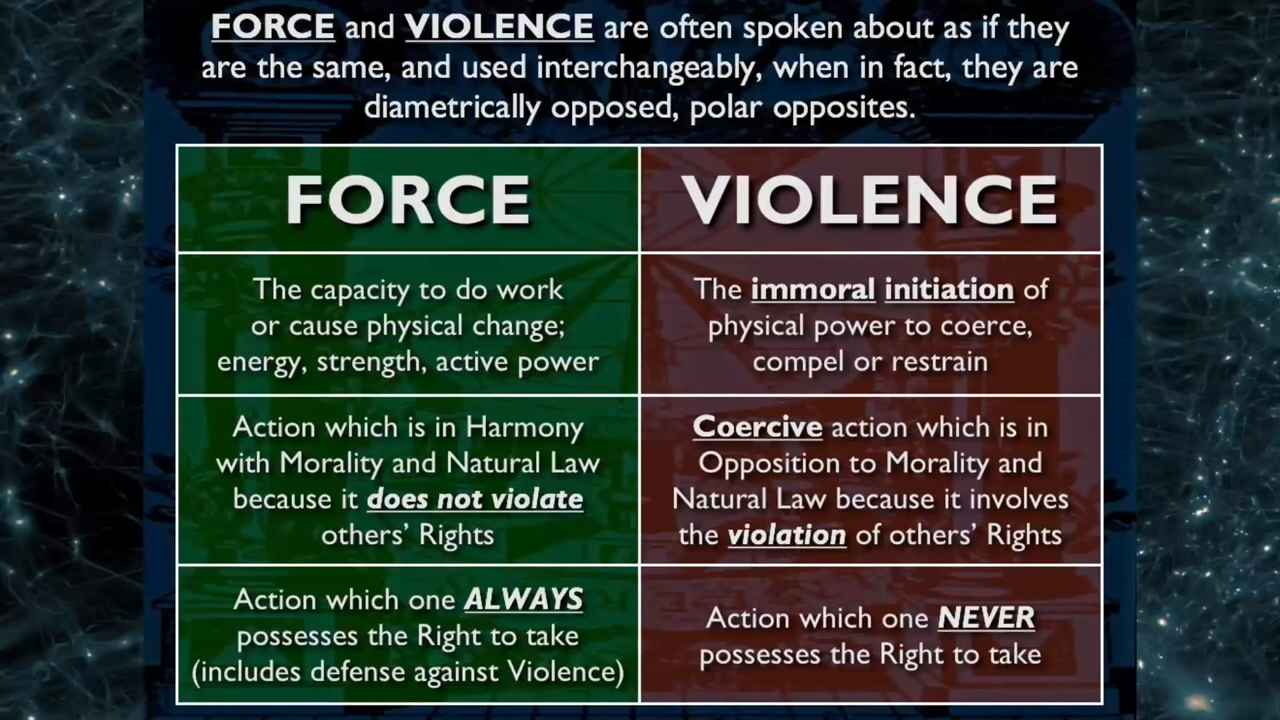 FORCE and VIOLENCE are often spoken about as if they
are the same, and used interchangeably, when in fact, they are
diametrically opposed, polar opposites.
FORCE
VIOLENCE
The capacity to do work
or cause physical change;
energy, strength, active power
The immoral initiation of
physical power to coerce,
compel or restrain
Action which is in Harmony
with Morality and Natural Law
because it does not violate
others' Rights
Coercive action which is in
Opposition to Morality and
Natural Law because it involves
the violation of others' Rights
Action which one ALWAYS
possesses the Right to take
(includes defense against Violence)
Action which one NEVER
possesses the Right to take